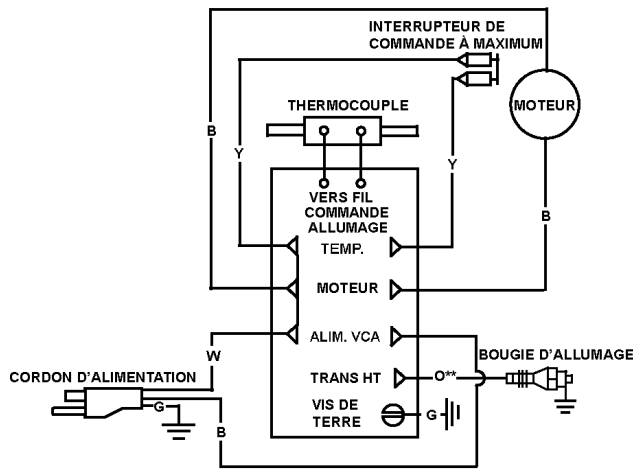 INTERRUPTEUR DE
COMMANDE À MAXIMUM
MOTEUR
THERMOCOUPLE
B
Y
Y
B
VERS FIL
COMMANDE
ALLUMAGE
TEMP.
MOTEUR
ALIM. VCA
W
BOUGIE D'ALLUMAGE
CORDON D'ALIMENTATION
TRANS HT
O**
G
VIS DE
TERRE
G
B